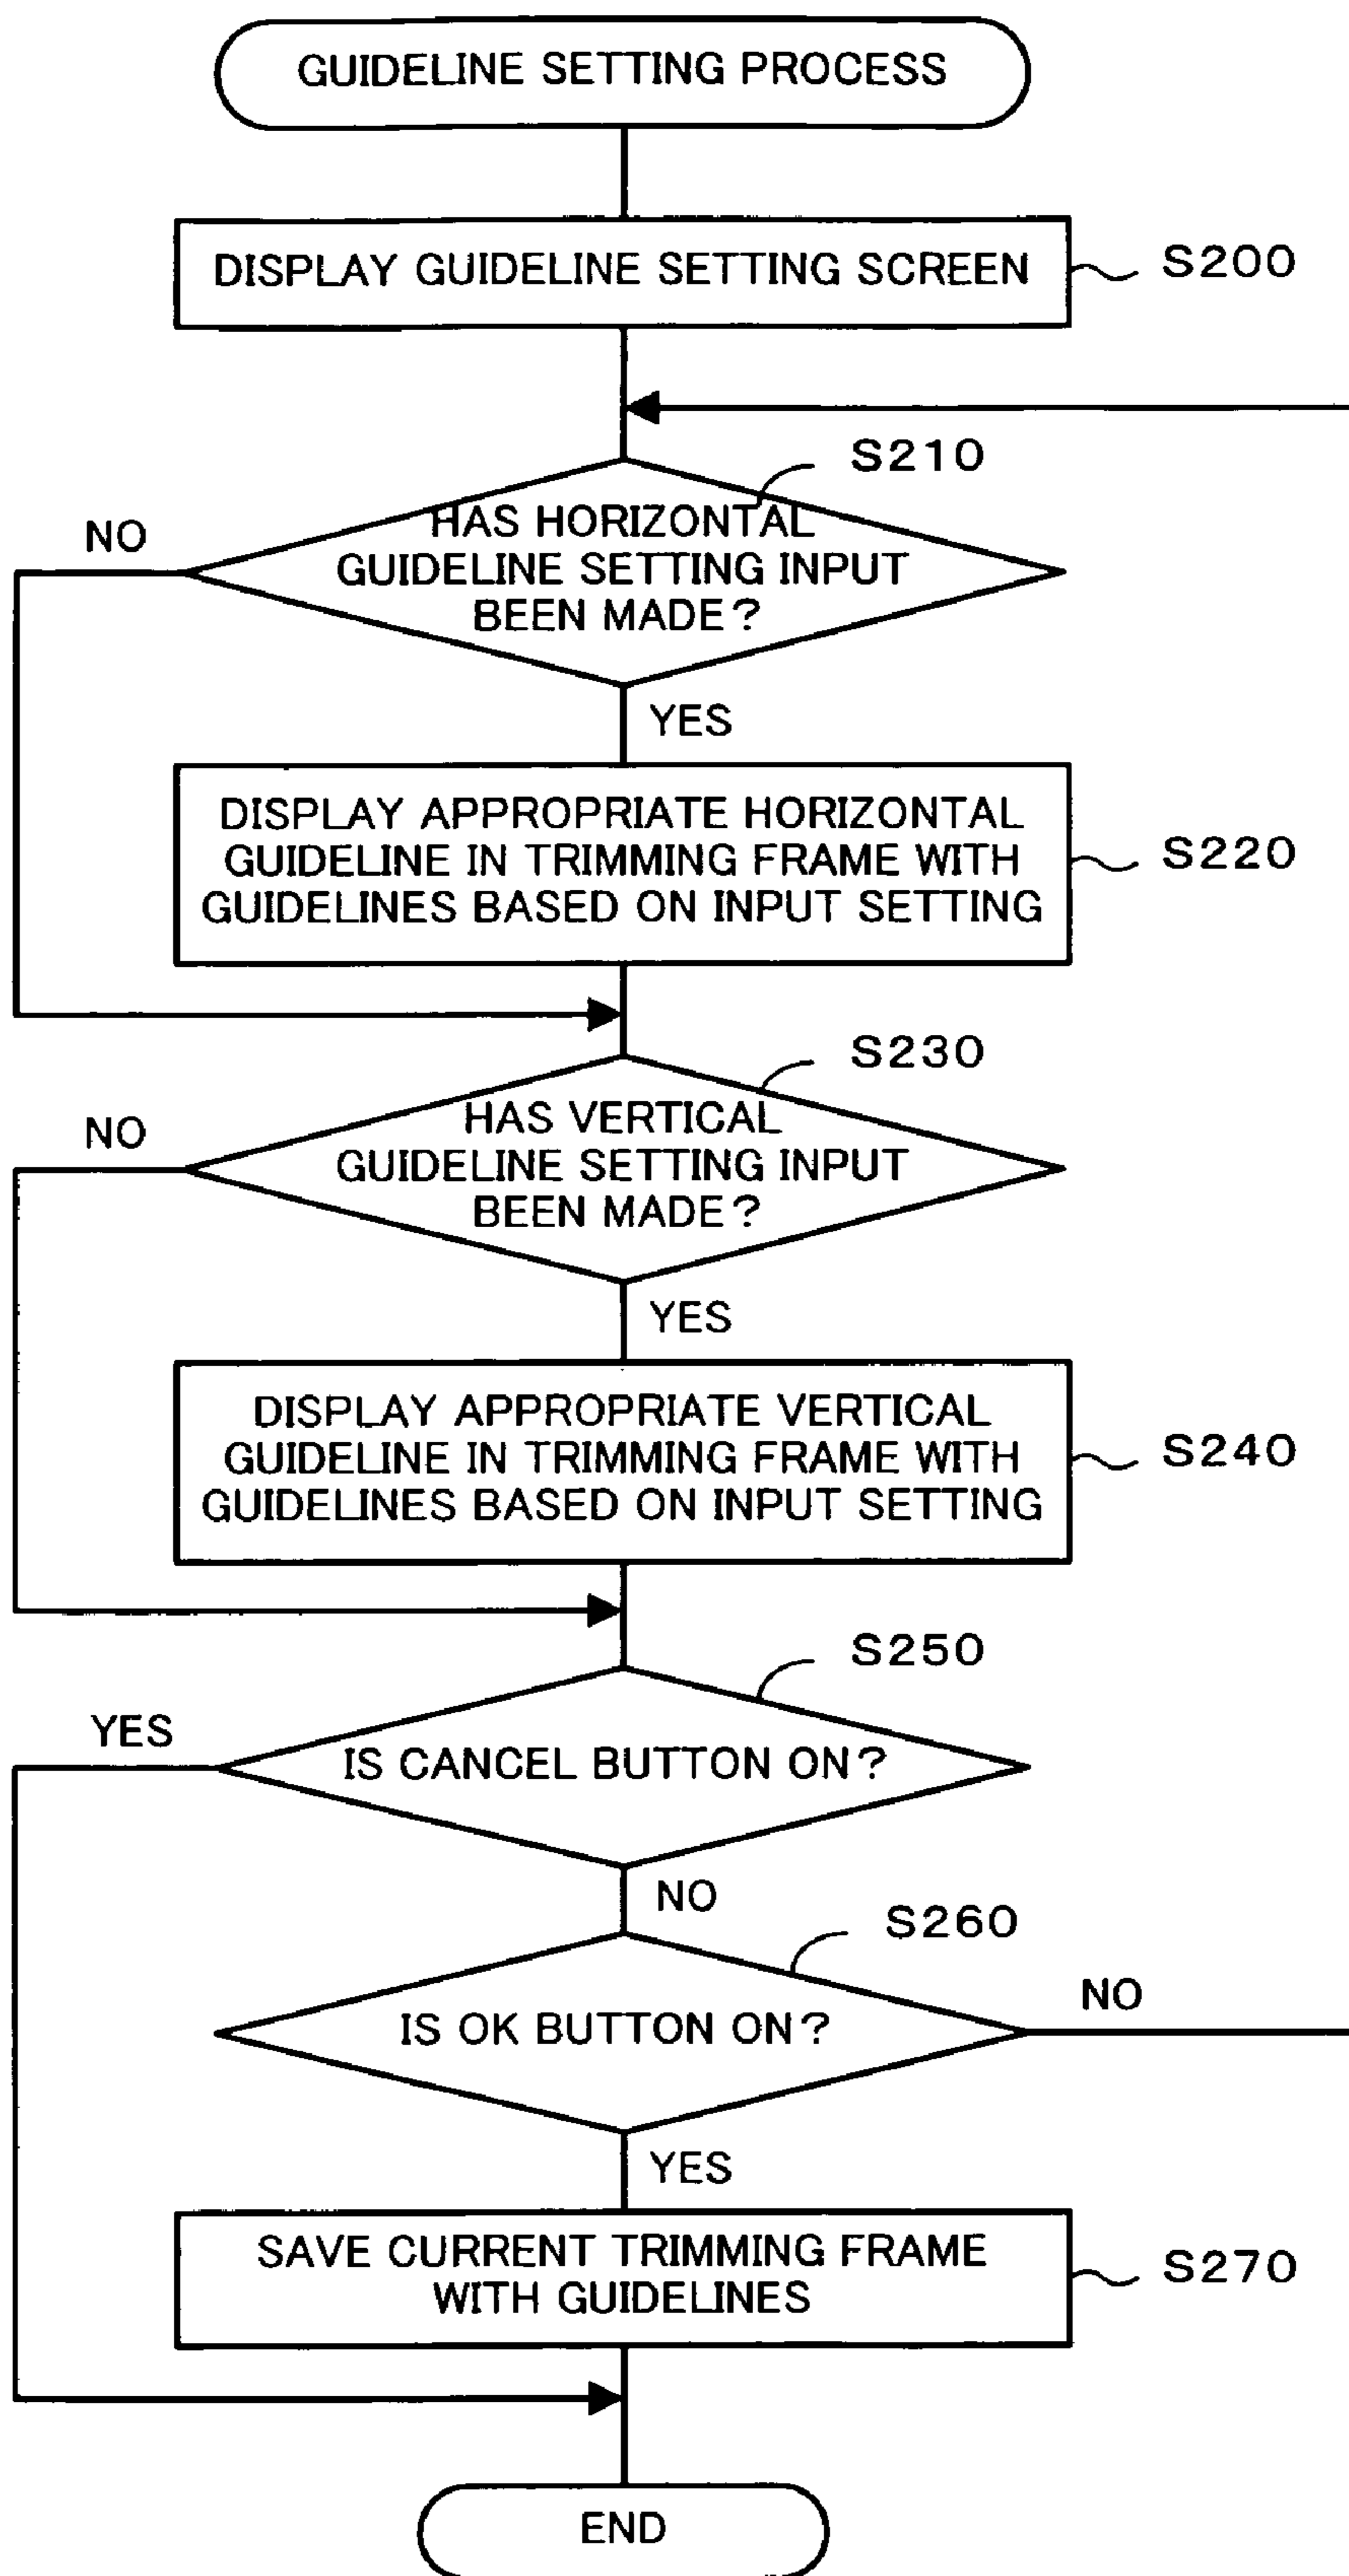 GUIDELINE SETTING PROCESS
DISPLAY GUIDELINE SETTING SCREEN
S200
S210
NO
HAS HORIZONTAL
GUIDELINE SETTING INPUT
BEEN MADE?
YES
DISPLAY APPROPRIATE HORIZONTAL
GUIDELINE IN TRIMMING FRAME WITH
GUIDELINES BASED ON INPUT SETTING
S220
S230
NO
HAS VERTICAL
GUIDELINE SETTING INPUT
BEEN MADE?
YES
DISPLAY APPROPRIATE VERTICAL
GUIDELINE IN TRIMMING FRAME WITH
GUIDELINES BASED ON INPUT SETTING
S240
S250
YES
IS CANCEL BUTTON ON?
NO
S260
IS OK BUTTON ON?
NO
YES
SAVE CURRENT TRIMMING FRAME
WITH GUIDELINES
S270
END